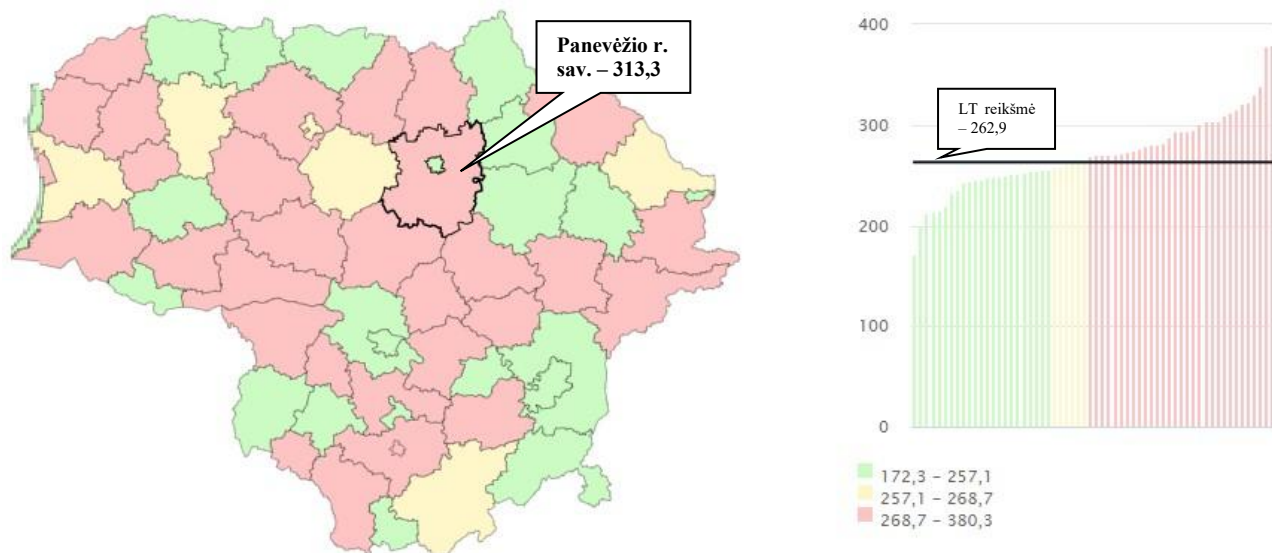 Panevėžio r.
sav. – 313,3
400
LT reikšmė
– 262,9
300
200
100
0
172,3 – 257,1
257,1 – 268,7
268,7 – 380,3